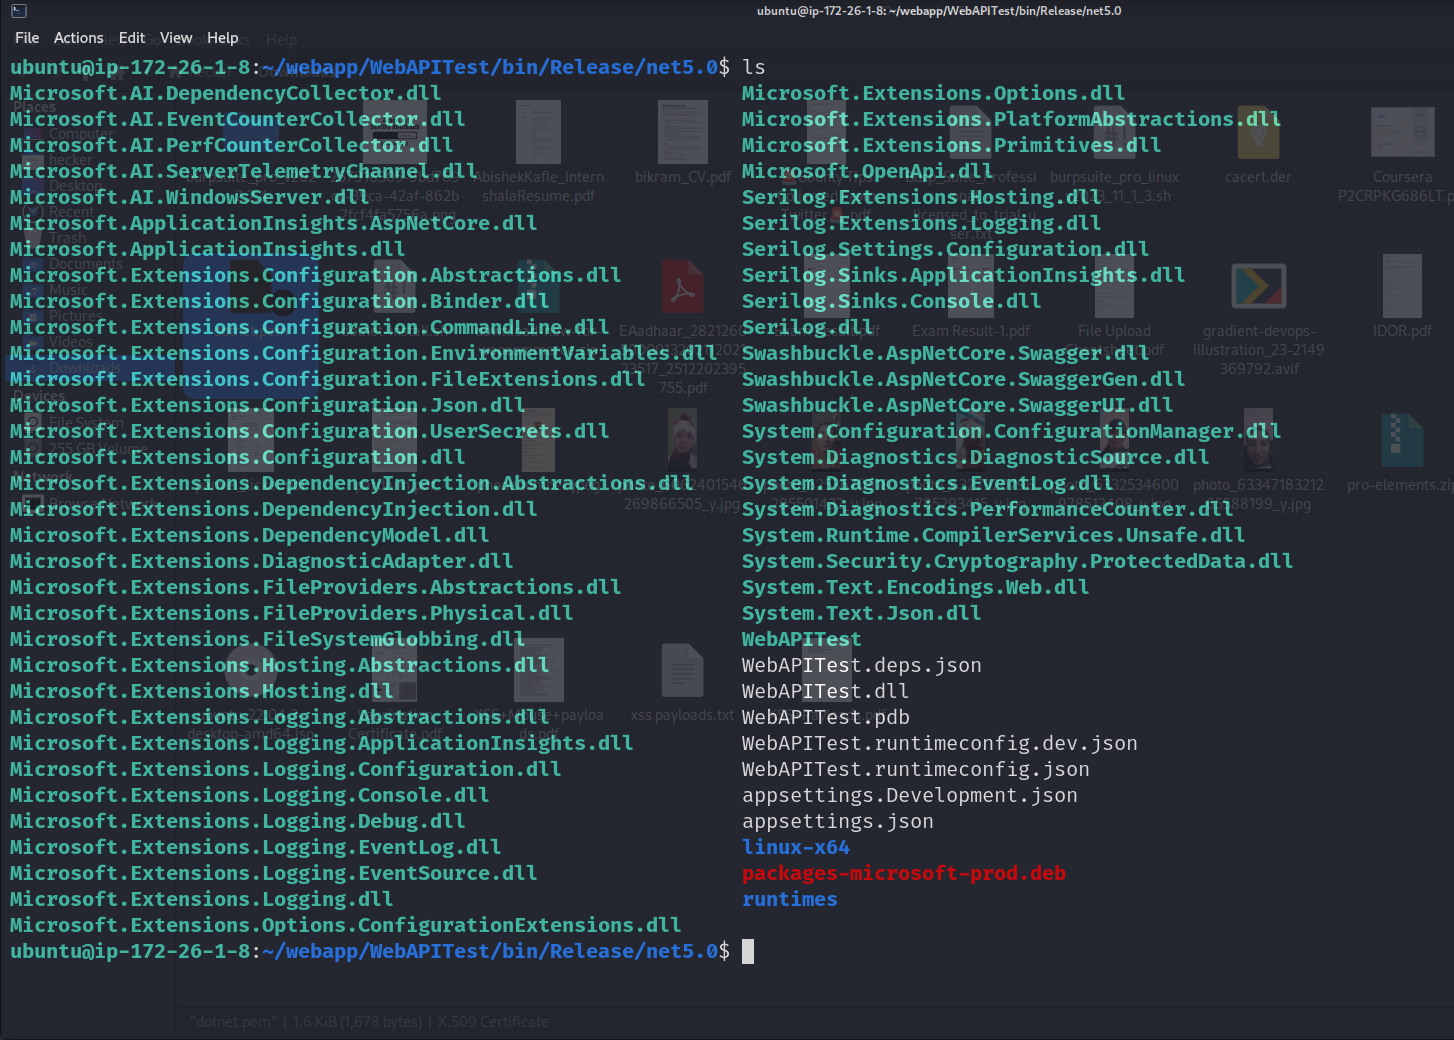 ubuntu@ip-172-26-1-8: ~/webapp/WebAPITest/bin/Release/net5.0
File Actions Edit View Help
ubuntu@ip-172-26-1-8:~/webapp/WebAPITest/bin/Release/net5.0$ ls
Microsoft.AI.DependencyCollector.dll Microsoft.Extensions.Options.dll
Microsoft.AI.EventCounterCollector.dll Microsoft.Extensions.PlatformAbstractions.dll
Microsoft.AI.PerfCounterCollector.dll Microsoft.Extensions.Primitives.dll
Microsoft.AI.ServerTelemetryChannel.dll Microsoft.OpenApi.dll
Microsoft.AI.WindowsServer.dll Serilog.Extensions.Hosting.dll
Microsoft.ApplicationInsights.AspNetCore.dll Serilog.Extensions.Logging.dll
Microsoft.ApplicationInsights.dll Serilog.Settings.Configuration.dll
Microsoft.Extensions.Configuration.Abstractions.dll Serilog.Sinks.ApplicationInsights.dll
Microsoft.Extensions.Configuration.Binder.dll Serilog.Sinks.Console.dll
Microsoft.Extensions.Configuration.CommandLine.dll Serilog.dll
Microsoft.Extensions.Configuration.EnvironmentVariables.dll Swashbuckle.AspNetCore.Swagger.dll
Microsoft.Extensions.Configuration.FileExtensions.dll Swashbuckle.AspNetCore.SwaggerGen.dll
Microsoft.Extensions.Configuration.Json.dll Swashbuckle.AspNetCore.SwaggerUI.dll
Microsoft.Extensions.Configuration.UserSecrets.dll System.Configuration.ConfigurationManager.dll
Microsoft.Extensions.Configuration.dll System.Diagnostics.DiagnosticSource.dll
Microsoft.Extensions.DependencyInjection.Abstractions.dll System.Diagnostics.EventLog.dll
Microsoft.Extensions.DependencyInjection.dll System.Diagnostics.PerformanceCounter.dll
Microsoft.Extensions.DependencyModel.dll System.Runtime.CompilerServices.Unsafe.dll
Microsoft.Extensions.DiagnosticAdapter.dll System.Security.Cryptography.ProtectedData.dll
Microsoft.Extensions.FileProviders.Abstractions.dll System.Text.Encodings.Web.dll
Microsoft.Extensions.FileProviders.Physical.dll System.Text.Json.dll
Microsoft.Extensions.FileSystemGlobbing.dll WebAPITest
Microsoft.Extensions.Hosting.Abstractions.dll WebAPITest.deps.json
Microsoft.Extensions.Hosting.dll WebAPITest.dll
Microsoft.Extensions.Logging.Abstractions.dll WebAPITest.pdb
Microsoft.Extensions.Logging.ApplicationInsights.dll WebAPITest.runtimeconfig.dev.json
Microsoft.Extensions.Logging.Configuration.dll WebAPITest.runtimeconfig.json
Microsoft.Extensions.Logging.Console.dll appsettings.Development.json
Microsoft.Extensions.Logging.Debug.dll appsettings.json
Microsoft.Extensions.Logging.EventLog.dll linux-x64
Microsoft.Extensions.Logging.EventSource.dll packages-microsoft-prod.deb
Microsoft.Extensions.Logging.dll runtimes
Microsoft.Extensions.Options.ConfigurationExtensions.dll
ubuntu@ip-172-26-1-8:~/webapp/WebAPITest/bin/Release/net5.0$
"dotnet.pem" | 1.6 KiB (1,678 bytes) | X.509 Certificate